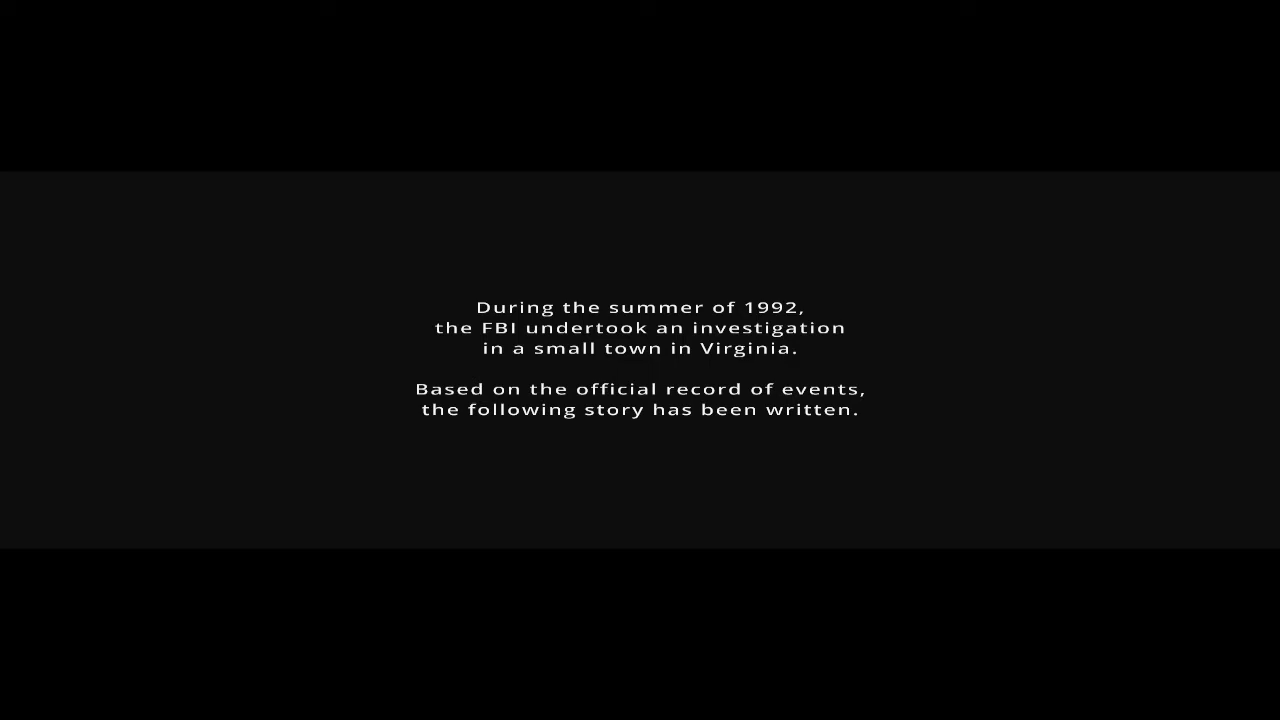 During the summer of 1992,
the FBI undertook an investigation
in a small town in Virginia.
Based on the official record of events,
the following story has been written.